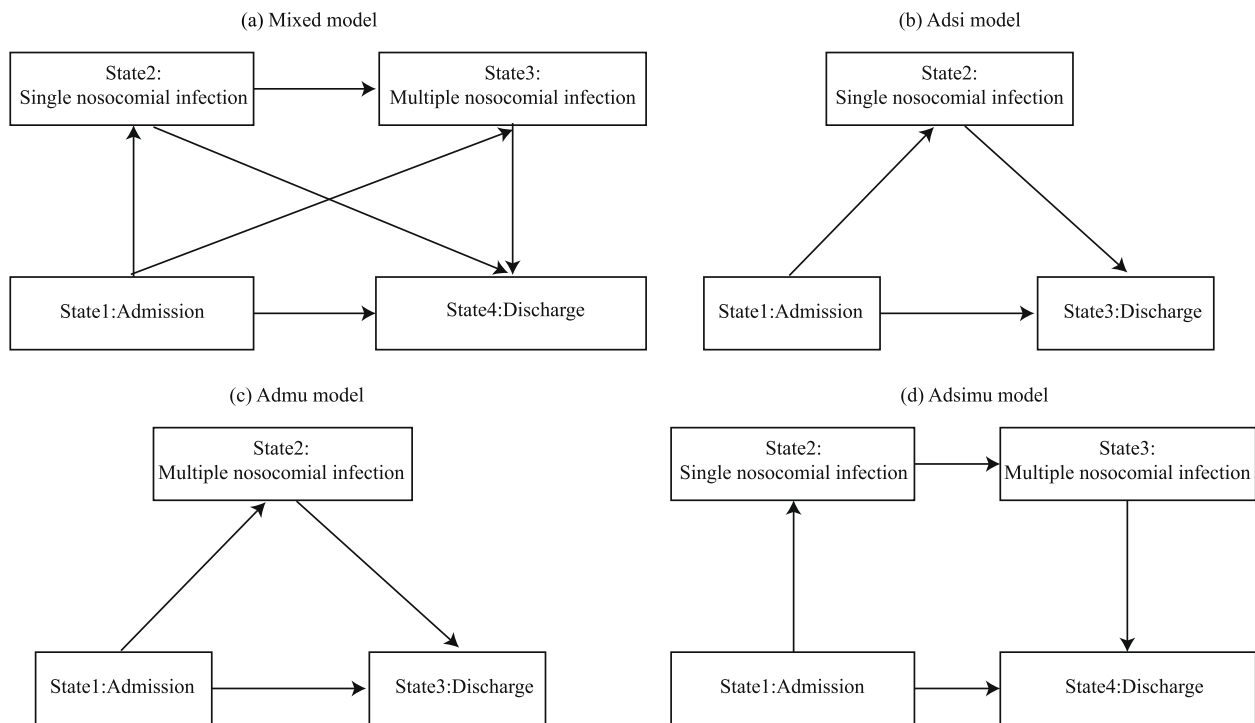 (a) Mixed model
State2:
Single nosocomial infection
State3:
Multiple nosocomial infection
State1:Admission
State4:Discharge
(b) Adsi model
State2:
Single nosocomial infection
State1:Admission
State3:Discharge
(c) Admu model
State2:
Multiple nosocomial infection
State1:Admission
State3:Discharge
(d) Adsimu model
State2:
Single nosocomial infection
State3:
Multiple nosocomial infection
State1:Admission
State4:Discharge